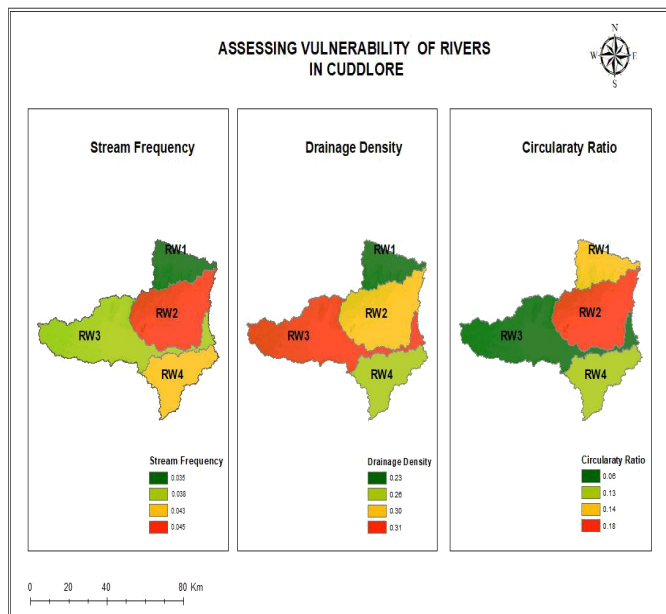 ASSESSING VULNERABILITY OF RIVERS
IN CUDDLORE
N
W E
S
Stream Frequency
RW1
RW2
RW3
RW4
Stream Frequency
0.035
0.038
0.043
0.045
Drainage Density
RW1
RW2
RW3
RW4
Drainage Density
0.23
0.26
0.30
0.31
Circularaty Ratio
RW1
RW2
RW3
RW4
Circularaty Ratio
0.06
0.13
0.14
0.18
0 20 40 80 Km